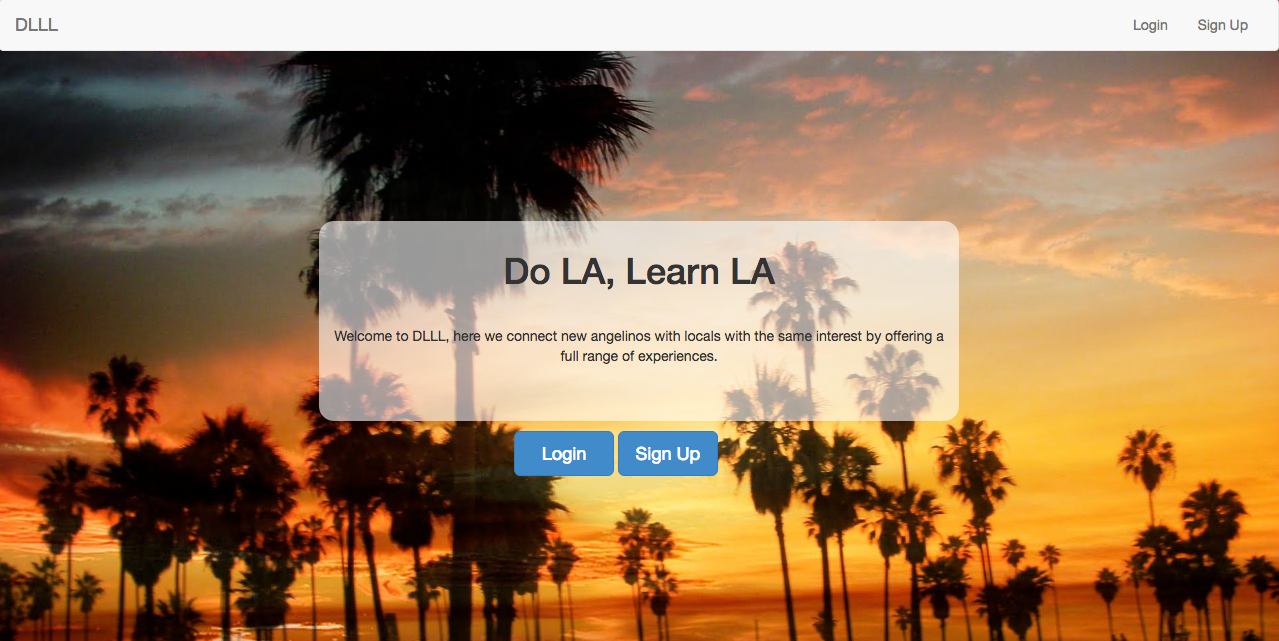 DLLL
Login
Sign Up
Do LA, Learn LA
Welcome to DLLL, here we connect new angelinos with locals with the same interest by offering a
full range of experiences.
Login
Sign Up